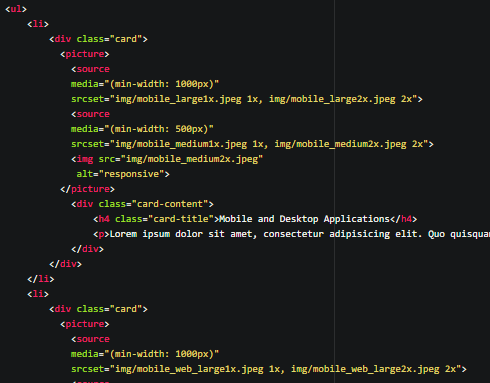 <ul>
<li>
<div class="card">
<picture>
<source
media="(min-width: 1000px)"
srcset="img/mobile_large1x.jpeg 1x, img/mobile_large2x.jpeg 2x">
<source
media="(min-width: 500px)"
srcset="img/mobile_medium1x.jpeg 1x, img/mobile_medium2x.jpeg 2x">
<img src="img/mobile_medium2x.jpeg"
alt="responsive">
</picture>
<div class="card-content">
<h4 class="card-title">Mobile and Desktop Applications</h4>
<p>Lorem ipsum dolor sit amet, consectetur adipisicing elit. Quo quisquam
</div>
</div>
</li>
<li>
<div class="card">
<picture>
<source
media="(min-width: 1000px)"
srcset="img/mobile_web_large1x.jpeg 1x, img/mobile_web_large2x.jpeg 2x">